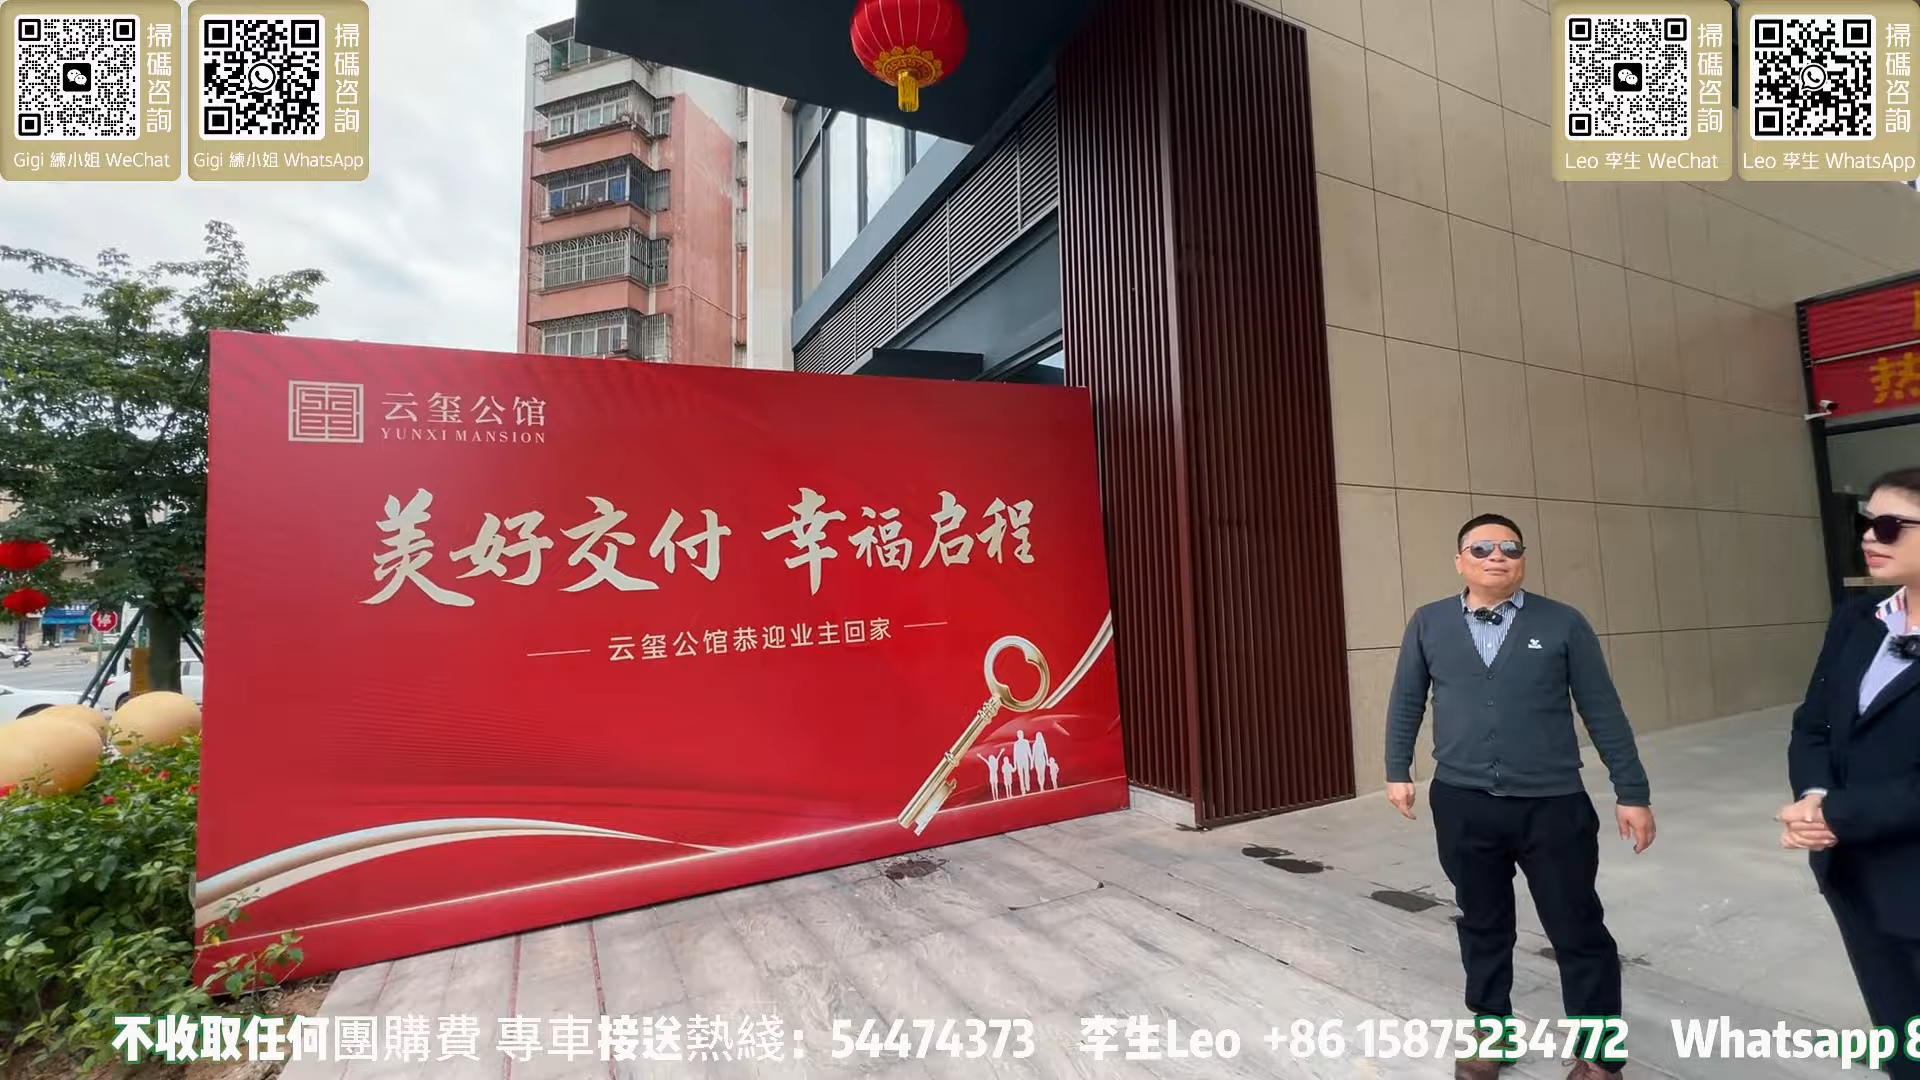 掃碼咨詢
Gigi 練小姐 WeChat
掃碼咨詢
Gigi 練小姐 WhatsApp
掃碼咨詢
Leo 李生 WeChat
掃碼咨詢
Leo 李生 WhatsApp
云玺公馆
YUNXI MANSION
美好交付 幸福启程
云玺公馆恭迎业主回家
热
停
不收取任何團購費 專車接送熱綫：54474373 李生Leo +86 15875234772 Whatsapp 8